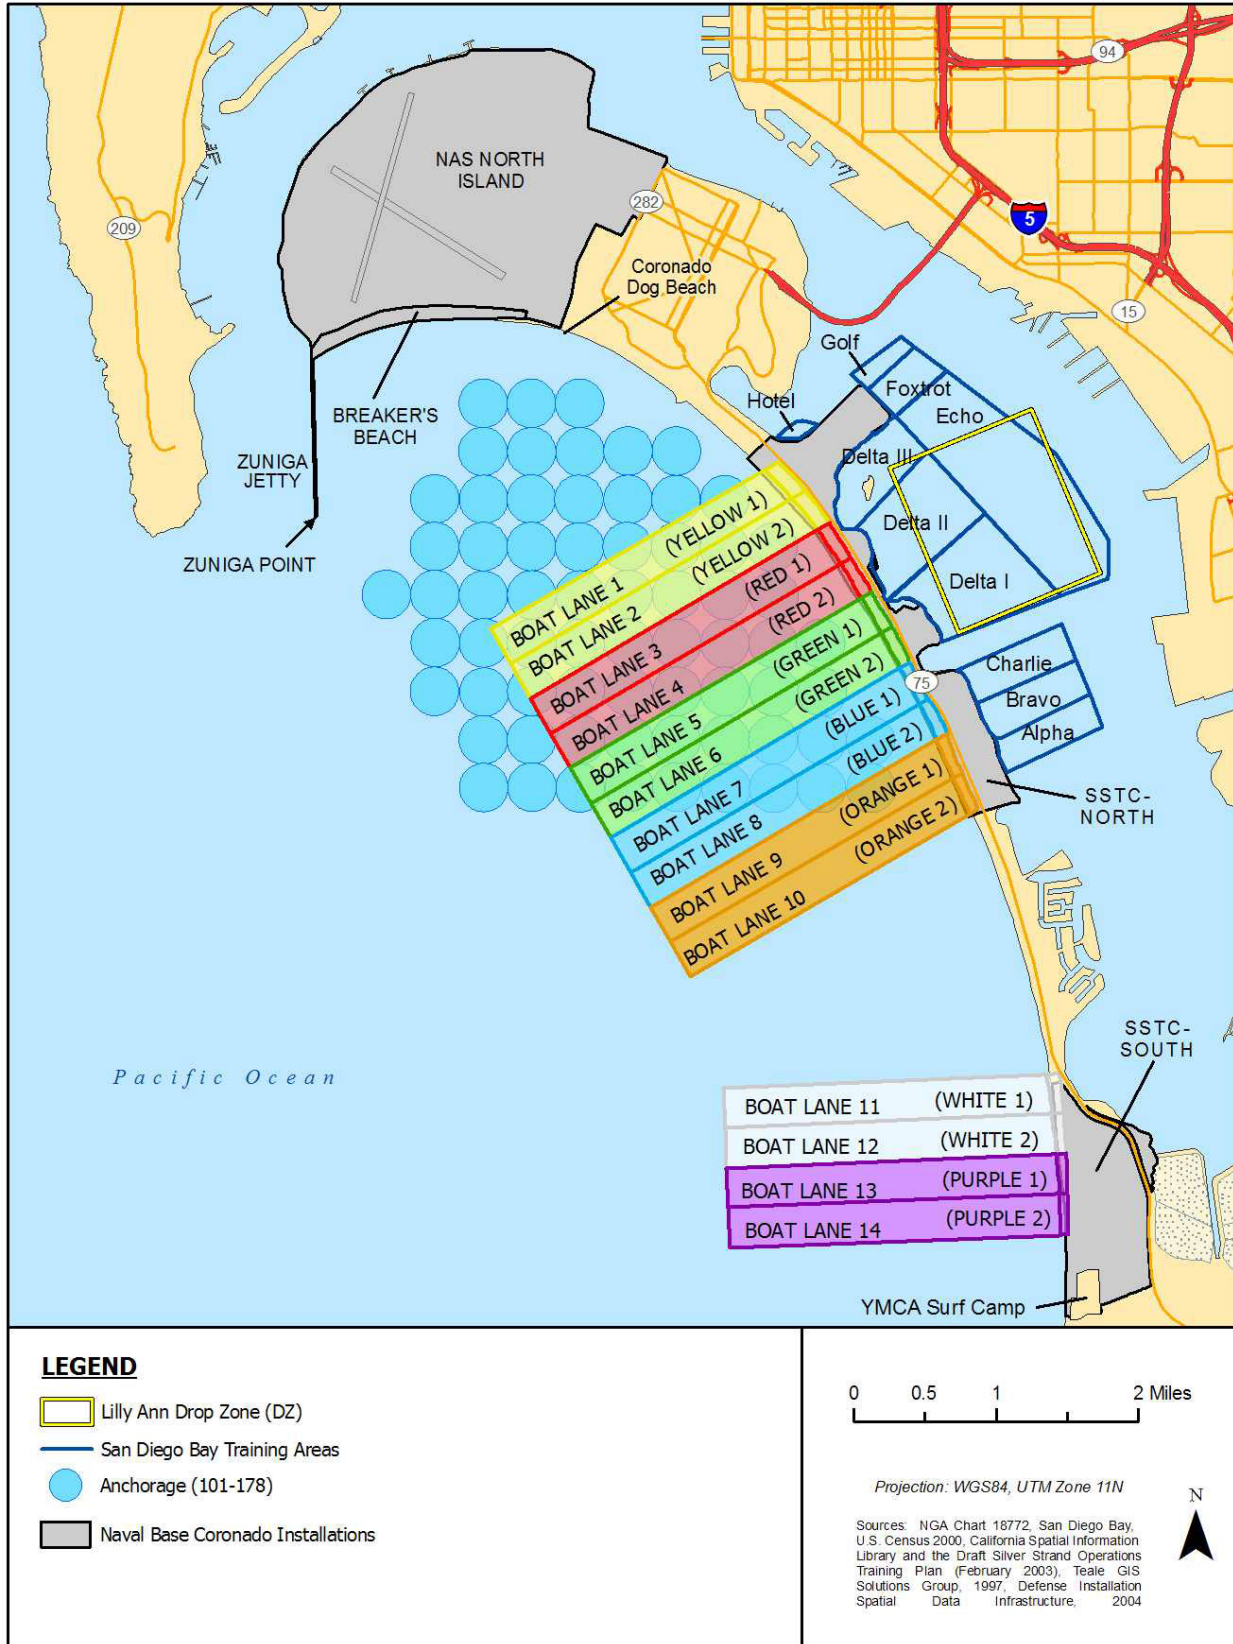 94
NAS NORTH
ISLAND
282
5
209
Coronado
Dog Beach
15
Golf
Foxtrot
Hotel
Echo
BREAKER'S
BEACH
Delta III
ZUNIGA
JETTY
(YELLOW 1)
Delta II
(YELLOW 2)
ZUNIGA POINT
(RED 1)
Delta I
BOAT LANE 1
(RED 2)
BOAT LANE 2
(GREEN 1)
BOAT LANE 3
(GREEN 2)
Charlie
75
BOAT LANE 4
(BLUE 1)
Bravo
BOAT LANE 5
(BLUE 2)
Alpha
BOAT LANE 6
(ORANGE 1)
BOAT LANE 7
(ORANGE 2)
SSTC-
NORTH
BOAT LANE 8
BOAT LANE 9
BOAT LANE 10
SSTC-
SOUTH
Pacific Ocean
BOAT LANE 11 (WHITE 1)
BOAT LANE 12 (WHITE 2)
BOAT LANE 13 (PURPLE 1)
BOAT LANE 14 (PURPLE 2)
YMCA Surf Camp
LEGEND
Lilly Ann Drop Zone (DZ)
San Diego Bay Training Areas
Anchorage (101-178)
Naval Base Coronado Installations
0 0.5 1 2 Miles
Projection: WGS84, UTM Zone 11N
N
Sources: NGA Chart 18772, San Diego Bay,
U.S. Census 2000, California Spatial Information
Library and the Draft Silver Strand Operations
Training Plan (February 2003), Teale GIS
Solutions Group, 1997, Defense Installation
Spatial Data Infrastructure, 2004